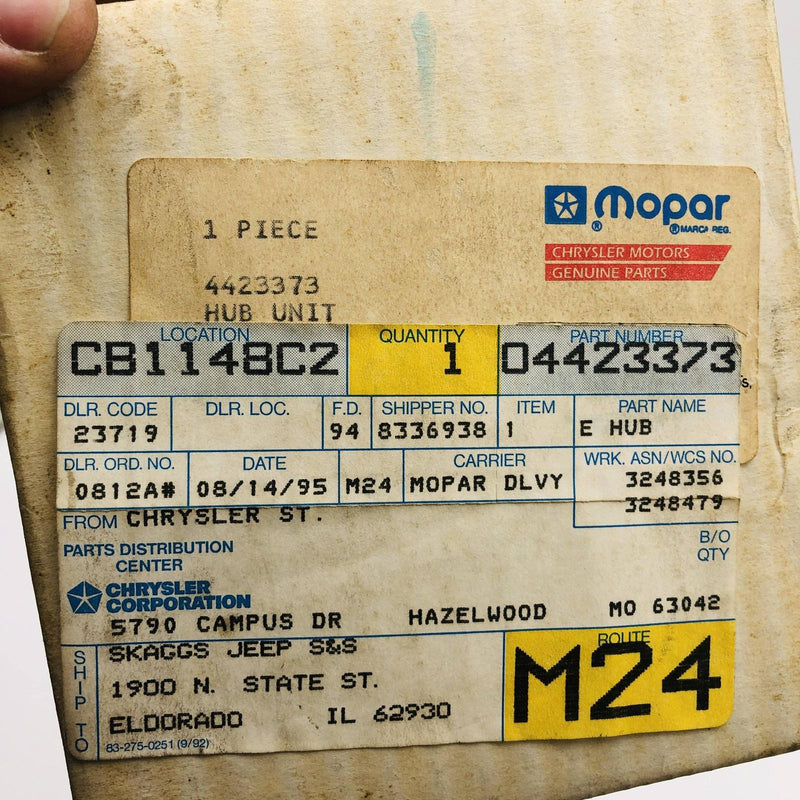 Mopar
® ® MARCA REG.
CHRYSLER MOTORS
GENUINE PARTS
1 PIECE
4423373
HUB UNIT
LOCATION QUANTITY PART NUMBER
CB1148C2 1 04423373
DLR. CODE DLR. LOC. F.D. SHIPPER NO. ITEM PART NAME
23719 94 8336938 1 E HUB
DLR. ORD. NO. DATE CARRIER WRK. ASN/WCS NO.
0812A# 08/14/95 M24 MOPAR DLVY 3248356
3248479
FROM CHRYSLER ST.
PARTS DISTRIBUTION
CENTER
B/O
QTY
CHRYSLER
CORPORATION
5790 CAMPUS DR HAZELWOOD MO 63042
SHIP TO
SKAGGS JEEP S&S
1900 N. STATE ST.
ELDORADO IL 62930
83-275-0251 (9/92)
ROUTE
M24